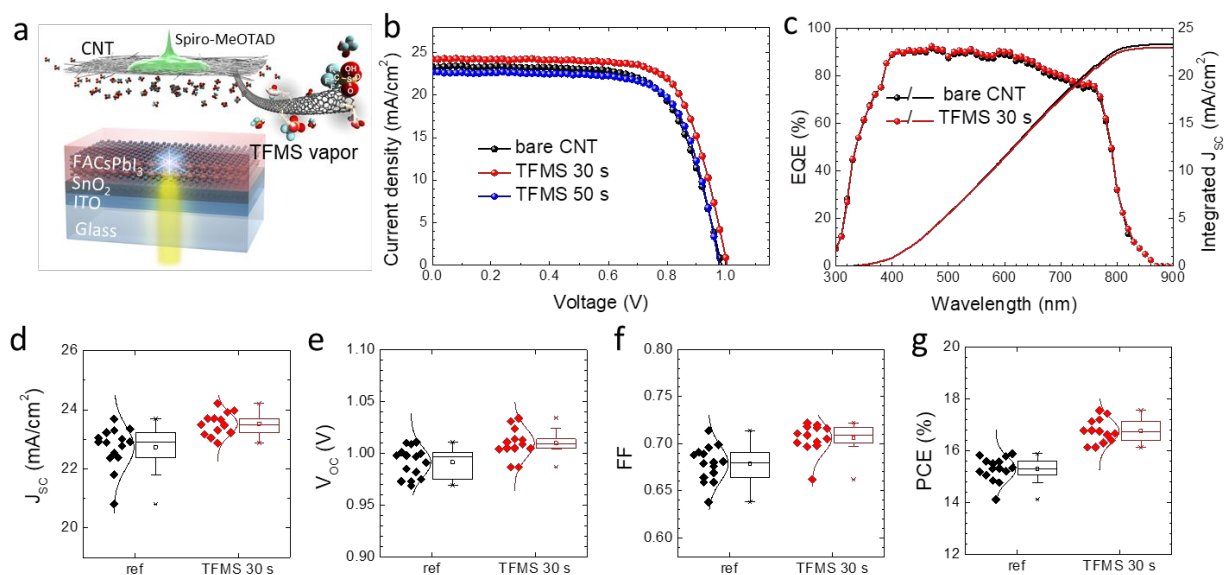 a
CNT
Spiro-MeOTAD
OH
O
TFMS vapor
FACsPbI3
SnO2
ITO
Glass
b
Current density (mA/cm2)
25
20
15
10
5
0
bare CNT
TFMS 30 s
TFMS 50 s
0.0 0.2 0.4 0.6 0.8 1.0
Voltage (V)
c
EQE (%)
100
80
60
40
20
0
bare CNT
TFMS 30 s
25
20
15
10
5
0
Integrated JSC (mA/cm2)
300 400 500 600 700 800 900
Wavelength (nm)
d
JSC (mA/cm2)
26
24
23
21
19
ref TFMS 30 s
e
VOC (V)
1.10
1.05
1.00
0.95
0.90
ref TFMS 30 s
f
FF
0.80
0.75
0.70
0.65
0.60
ref TFMS 30 s
g
PCE (%)
20
18
16
14
12
ref TFMS 30 s